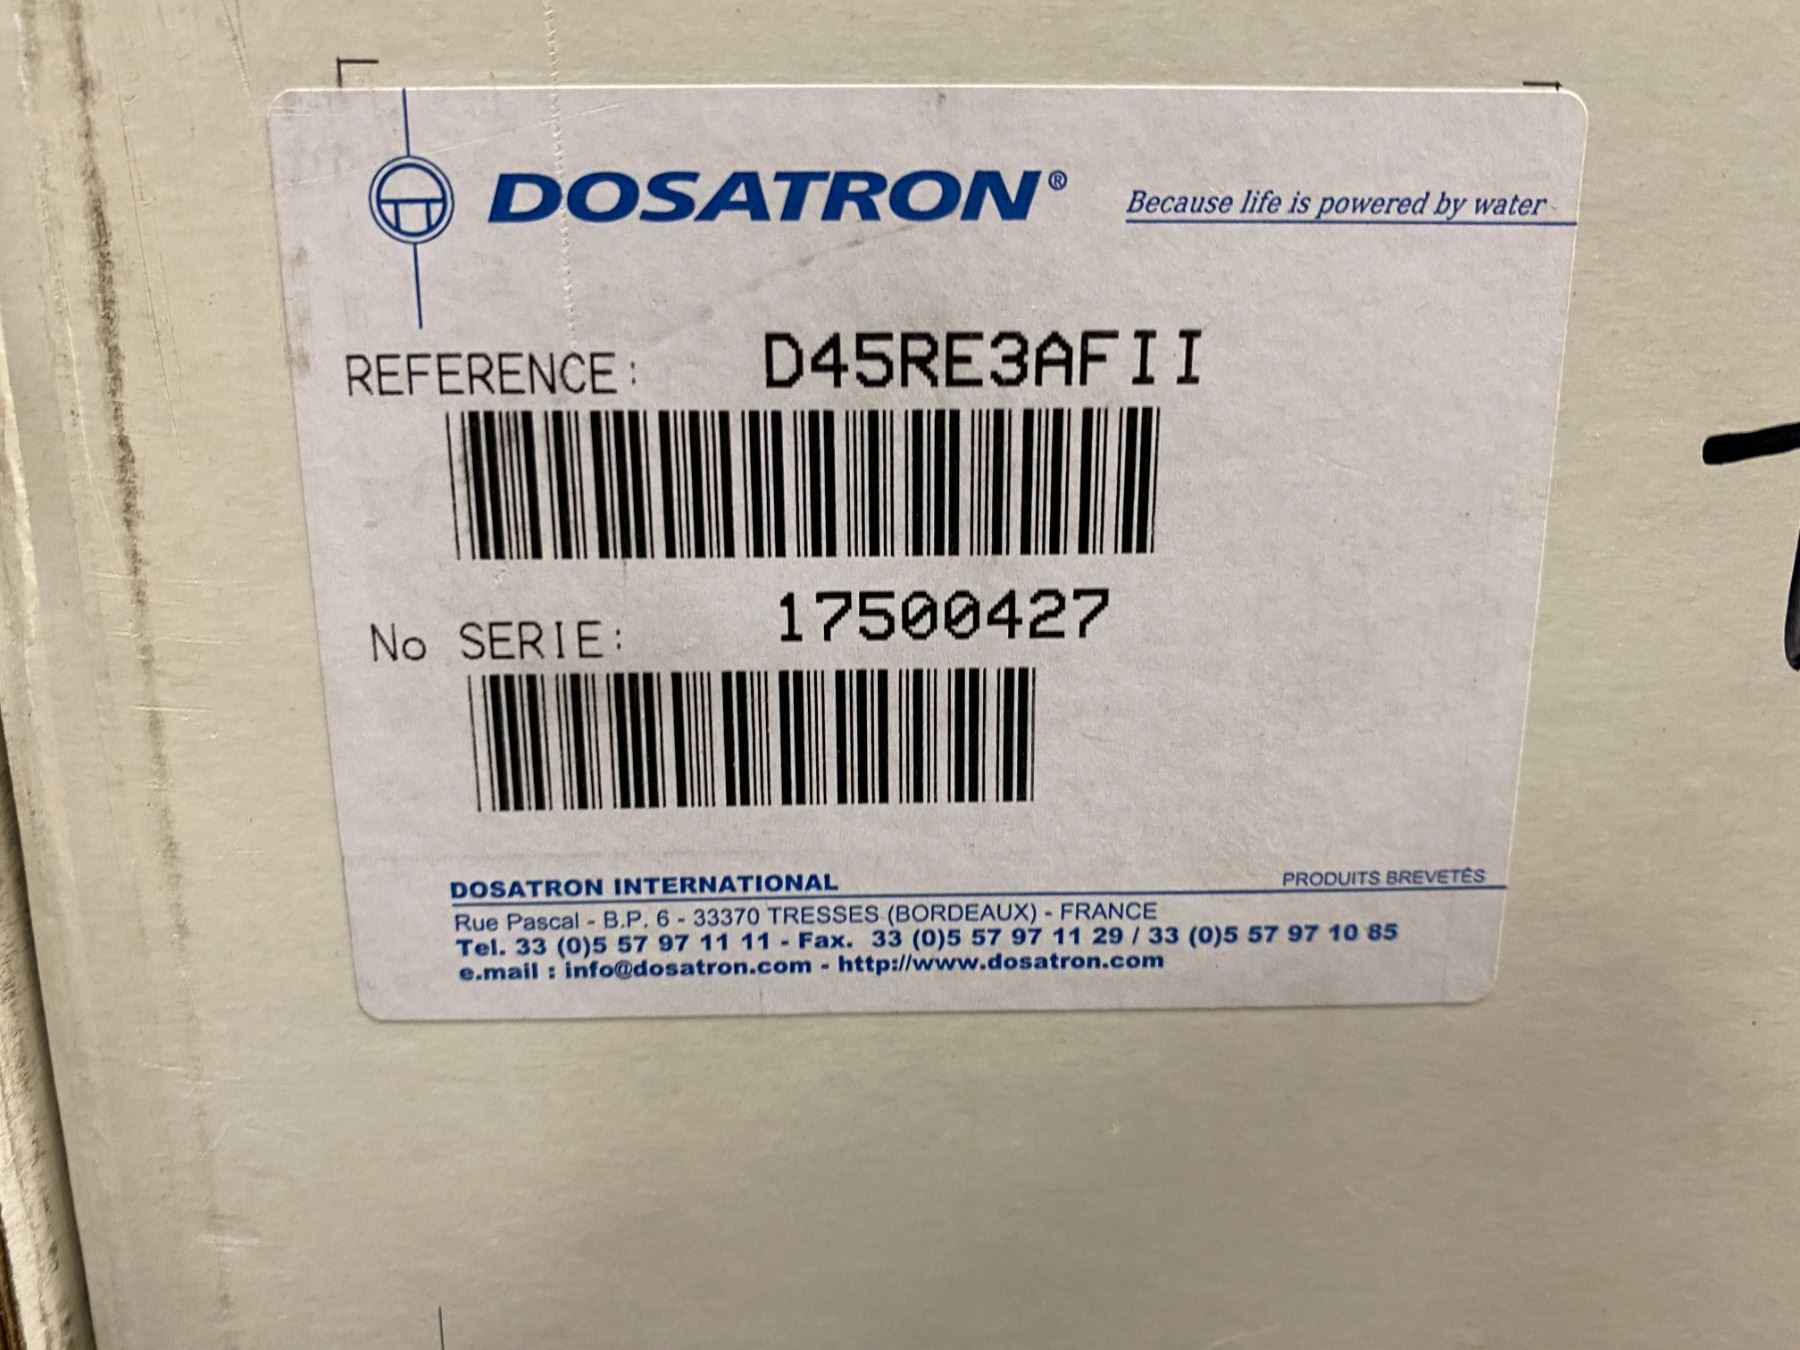 DOSATRON®
Because life is powered by water
REFERENCE: D45RE3AFII
No SERIE: 17500427
DOSATRON INTERNATIONAL
PRODUITS BREVETÉS
Rue Pascal - B.P. 6 - 33370 TRESSES (BORDEAUX) - FRANCE
Tel. 33 (0)5 57 97 11 11 - Fax. 33 (0)5 57 97 11 29 / 33 (0)5 57 97 10 85
e.mail : info@dosatron.com - http://www.dosatron.com